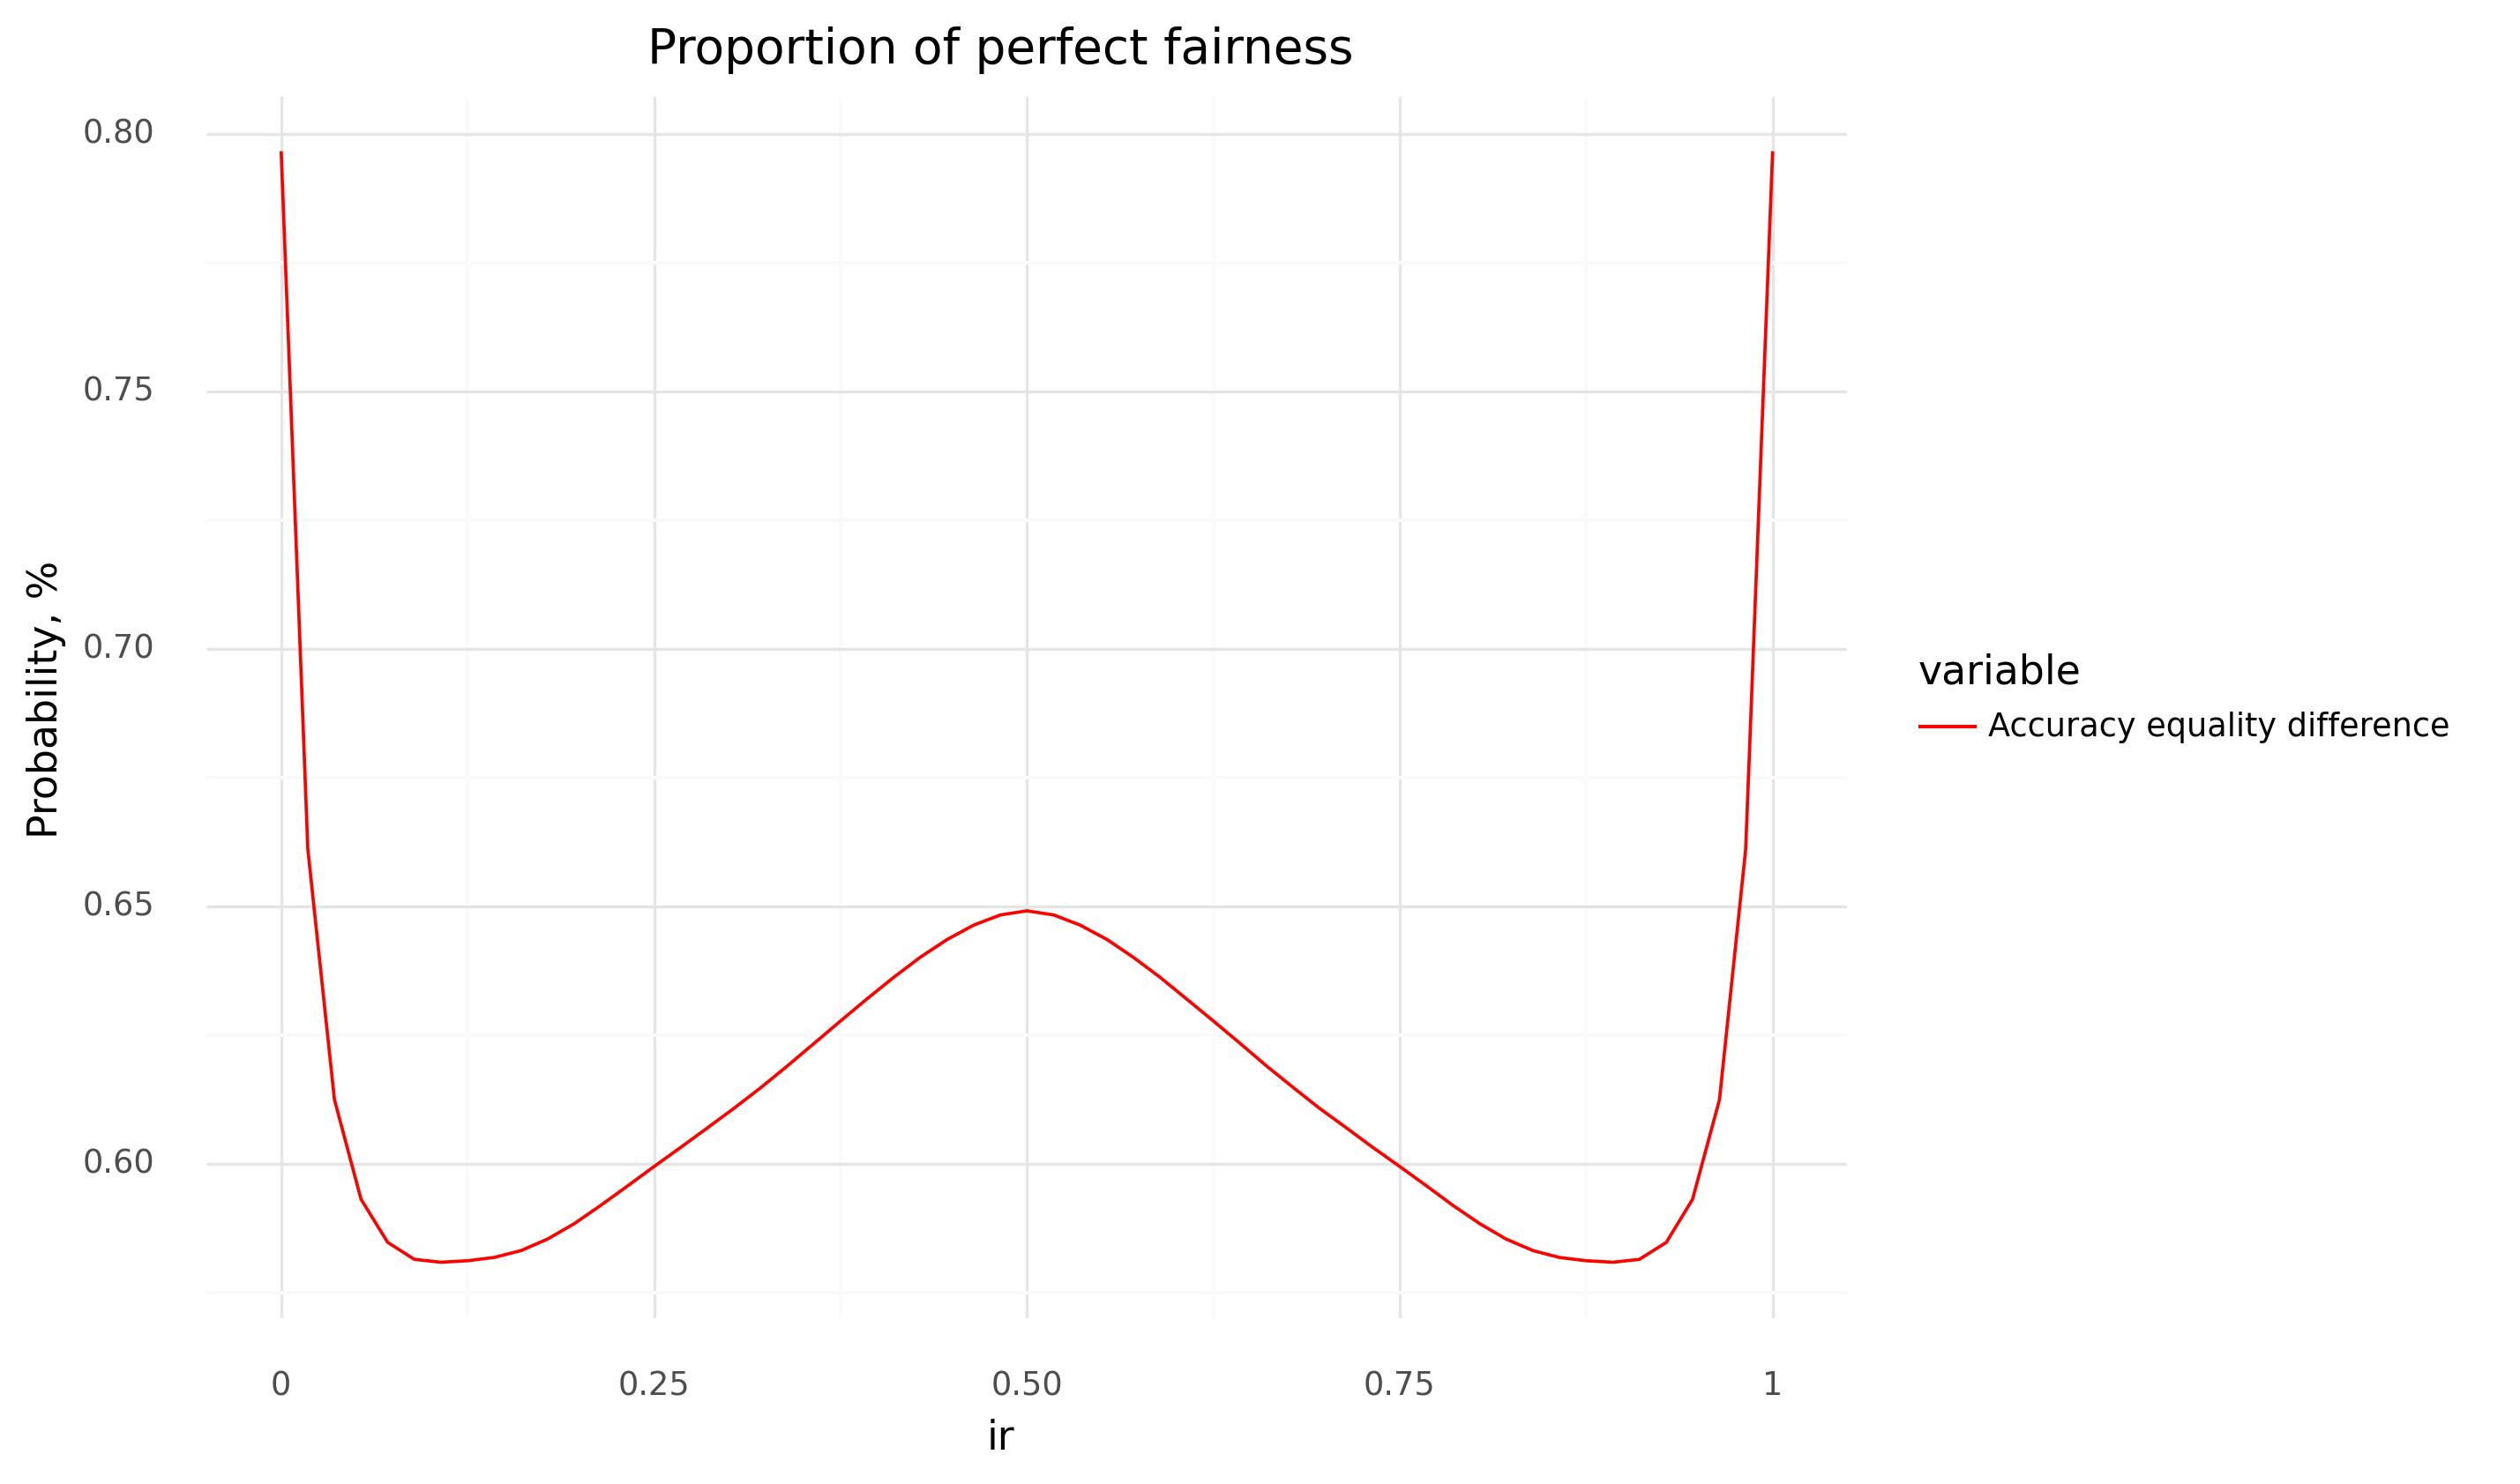 Proportion of perfect fairness
0.80
0.75
0.70
0.65
0.60
Probability, %
0 0.25 0.50 0.75 1
ir
variable
Accuracy equality difference